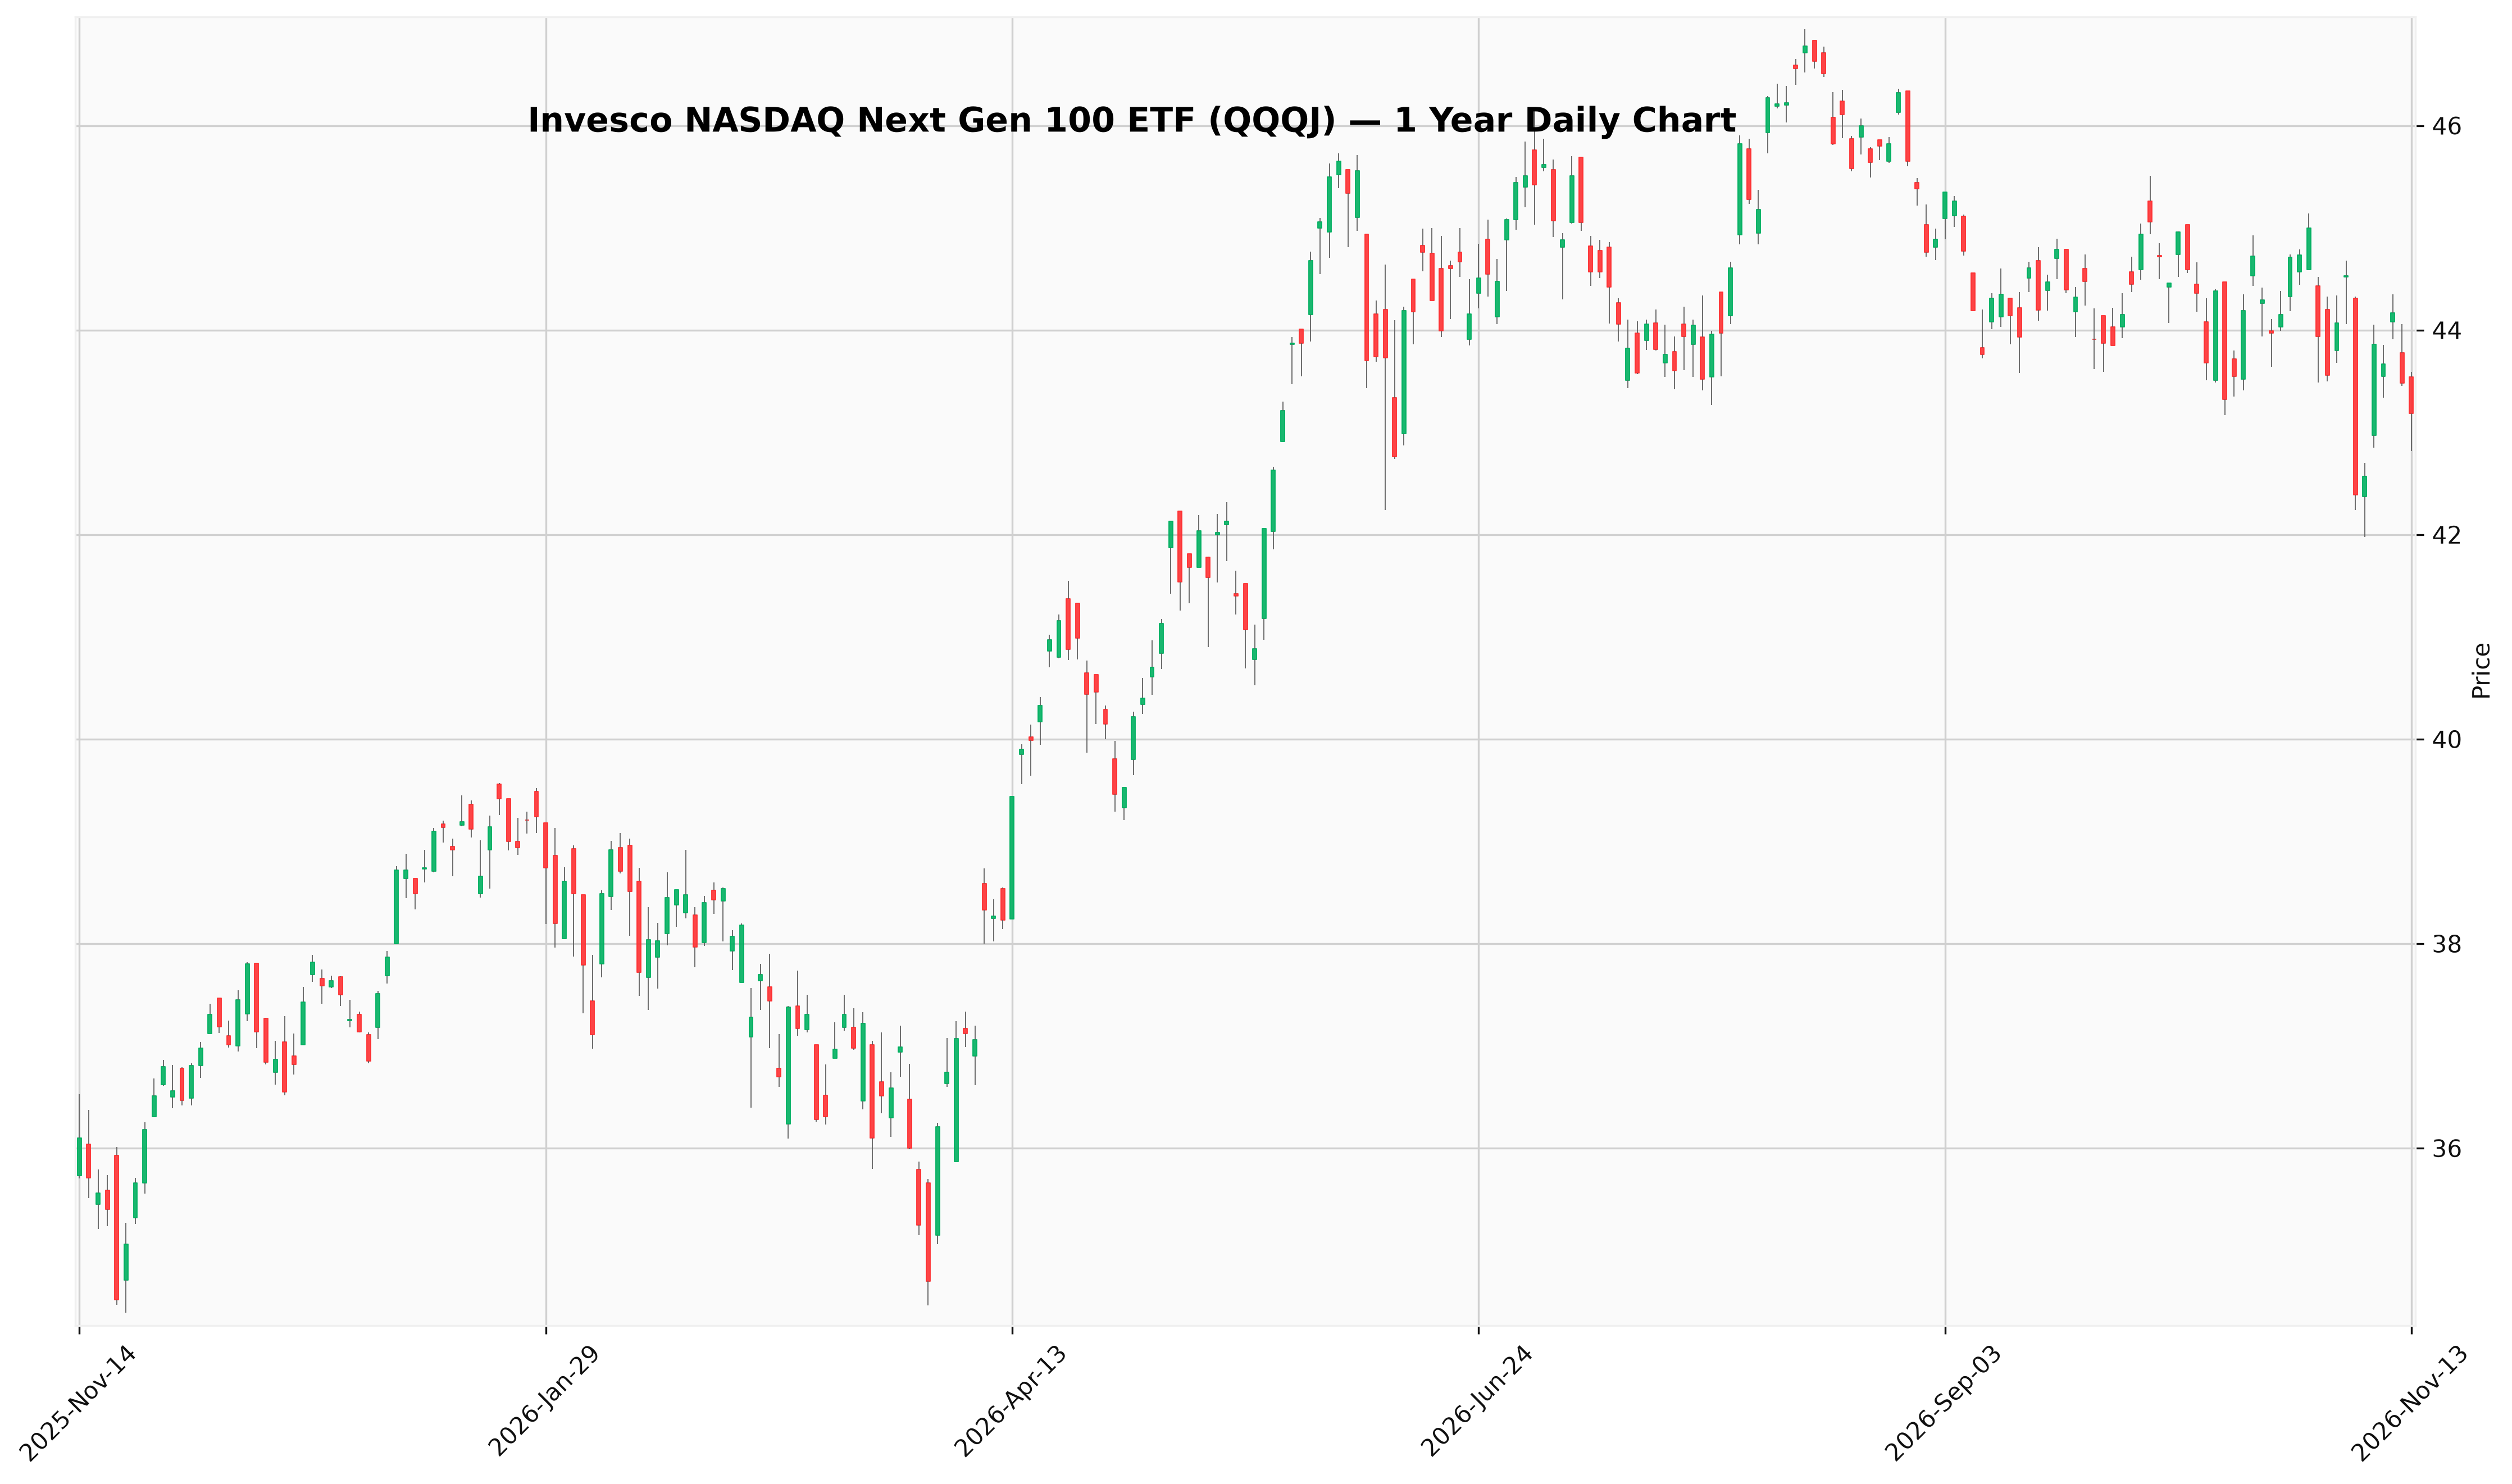 Invesco NASDAQ Next Gen 100 ETF (QQQJ) — 1 Year Daily Chart
46
44
42
40
38
36
Price
2025-Nov-14
2026-Jan-29
2026-Apr-13
2026-Jun-24
2026-Sep-03
2026-Nov-13